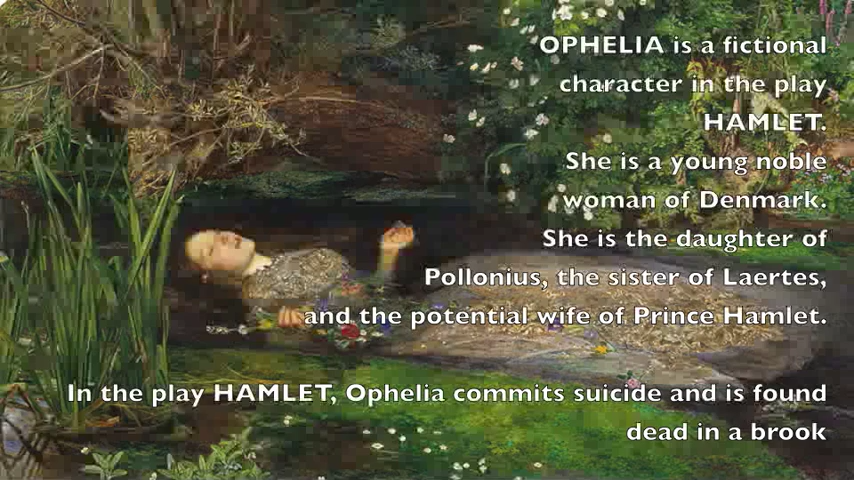 OPHELIA is a fictional
character in the play
HAMLET.
She is a young noble
woman of Denmark.
She is the daughter of
Pollonius, the sister of Laertes,
and the potential wife of Prince Hamlet.
In the play HAMLET, Ophelia commits suicide and is found
dead in a brook